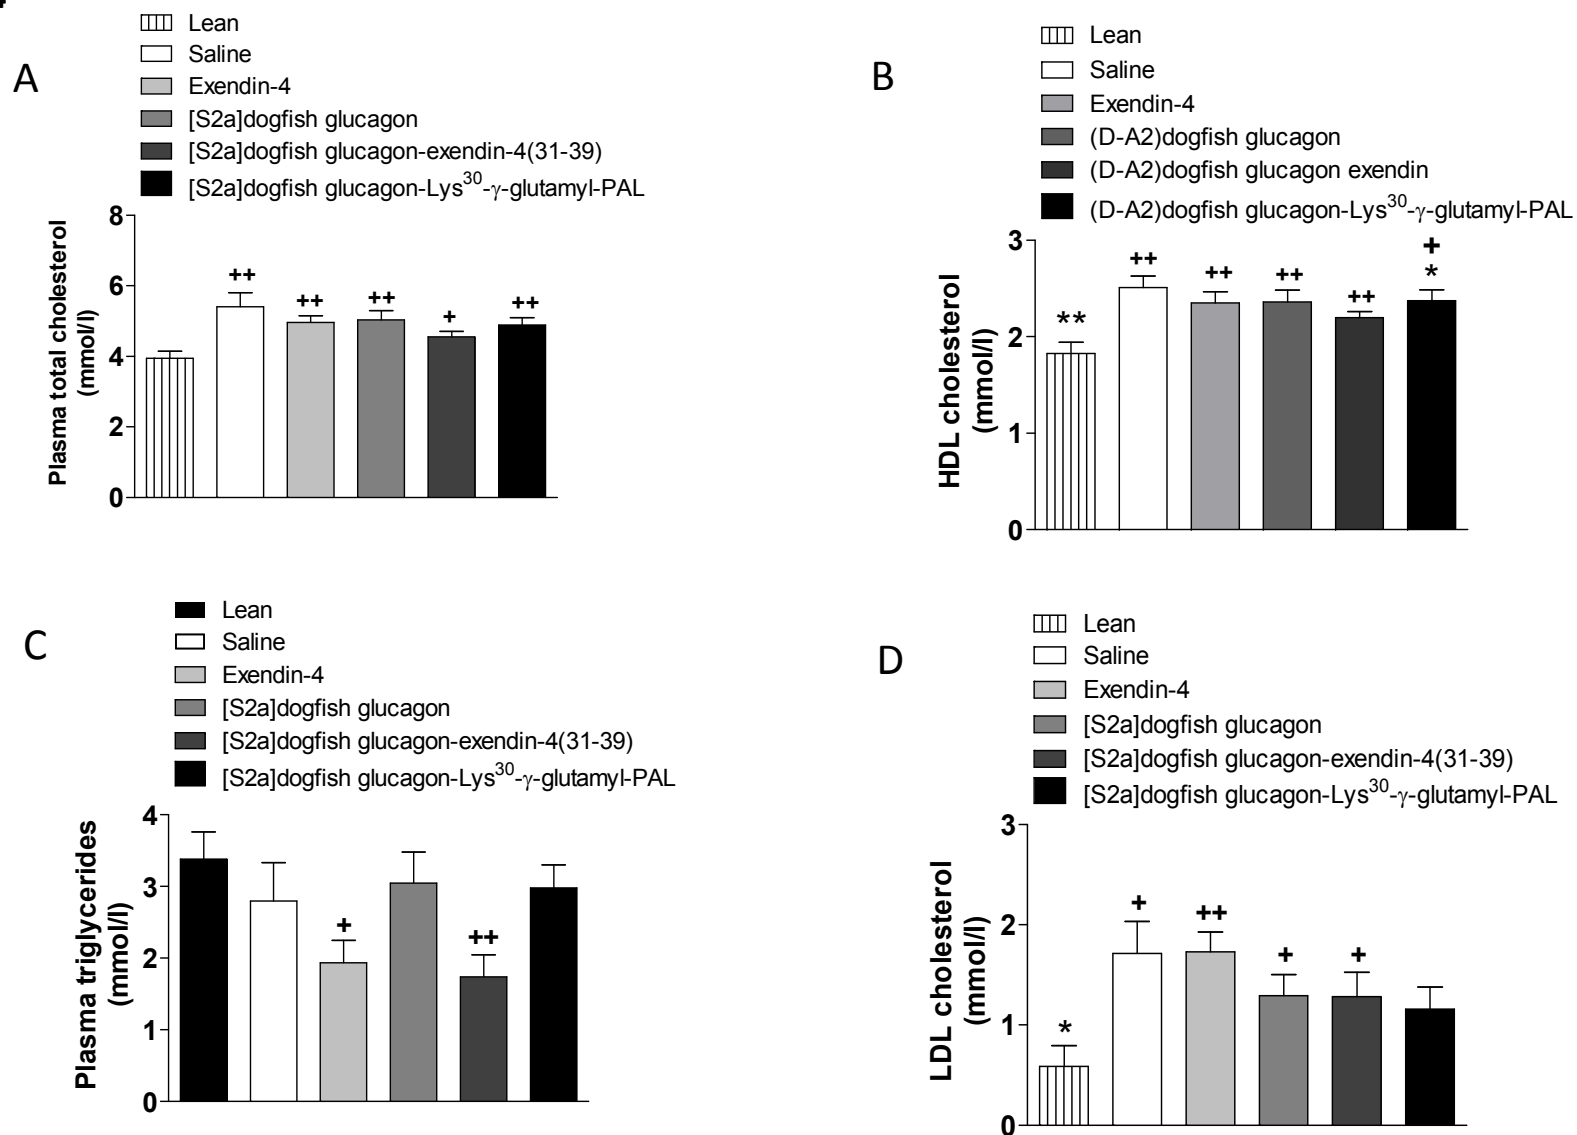 A
Lean
Saline
Exendin-4
[S2a]dogfish glucagon
[S2a]dogfish glucagon-exendin-4(31-39)
[S2a]dogfish glucagon-Lys30-γ-glutamyl-PAL
Plasma total cholesterol
(mmol/l)
8
6
4
2
0
++
++
++
+
++
B
Lean
Saline
Exendin-4
(D-A2)dogfish glucagon
(D-A2)dogfish glucagon exendin
(D-A2)dogfish glucagon-Lys30-γ-glutamyl-PAL
HDL cholesterol
(mmol/l)
3
2
1
0
**
++
++
++
++
+
*
C
Lean
Saline
Exendin-4
[S2a]dogfish glucagon
[S2a]dogfish glucagon-exendin-4(31-39)
[S2a]dogfish glucagon-Lys30-γ-glutamyl-PAL
Plasma triglycerides
(mmol/l)
4
3
2
1
0
+
++
D
Lean
Saline
Exendin-4
[S2a]dogfish glucagon
[S2a]dogfish glucagon-exendin-4(31-39)
[S2a]dogfish glucagon-Lys30-γ-glutamyl-PAL
LDL cholesterol
(mmol/l)
3
2
1
0
*
+
++
+
+